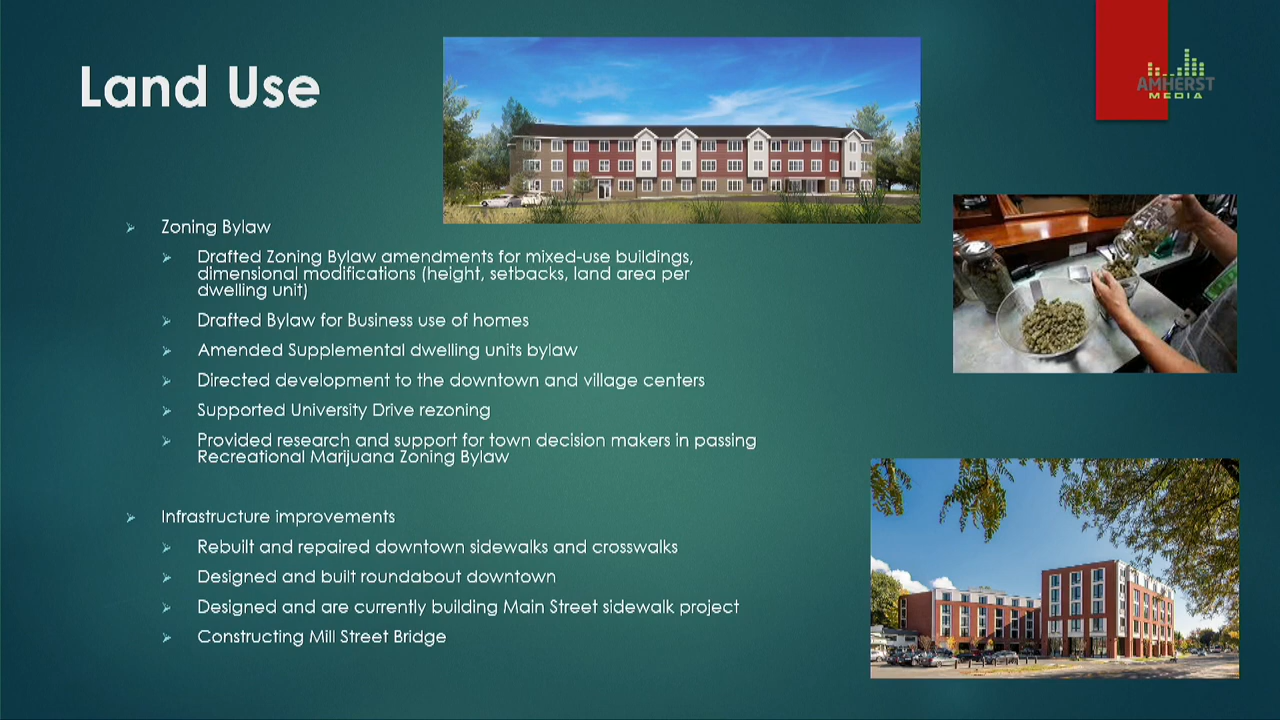 Land Use
AMHERST
MEDIA
Zoning Bylaw
Drafted Zoning Bylaw amendments for mixed-use buildings,
dimensional modifications (height, setbacks, land area per
dwelling unit)
Drafted Bylaw for Business use of homes
Amended Supplemental dwelling units bylaw
Directed development to the downtown and village centers
Supported University Drive rezoning
Provided research and support for town decision makers in passing
Recreational Marijuana Zoning Bylaw
Infrastructure improvements
Rebuilt and repaired downtown sidewalks and crosswalks
Designed and built roundabout downtown
Designed and are currently building Main Street sidewalk project
Constructing Mill Street Bridge